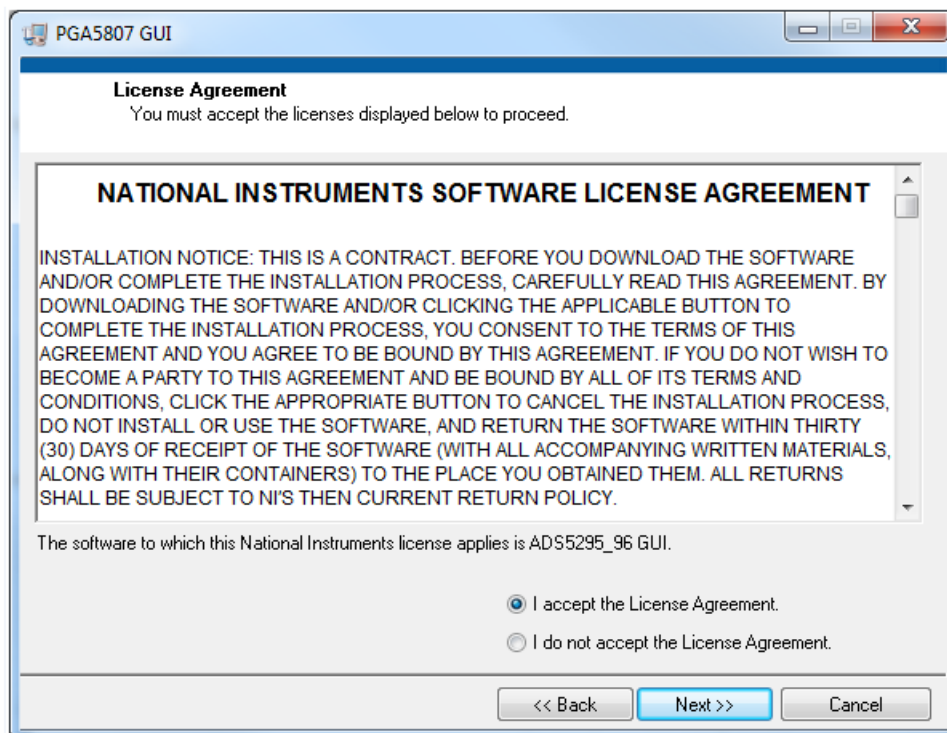 PGA5807 GUI
License Agreement
You must accept the licenses displayed below to proceed.
NATIONAL INSTRUMENTS SOFTWARE LICENSE AGREEMENT
INSTALLATION NOTICE: THIS IS A CONTRACT. BEFORE YOU DOWNLOAD THE SOFTWARE
AND/OR COMPLETE THE INSTALLATION PROCESS, CAREFULLY READ THIS AGREEMENT. BY
DOWNLOADING THE SOFTWARE AND/OR CLICKING THE APPLICABLE BUTTON TO
COMPLETE THE INSTALLATION PROCESS, YOU CONSENT TO THE TERMS OF THIS
AGREEMENT AND YOU AGREE TO BE BOUND BY THIS AGREEMENT. IF YOU DO NOT WISH TO
BECOME A PARTY TO THIS AGREEMENT AND BE BOUND BY ALL OF ITS TERMS AND
CONDITIONS, CLICK THE APPROPRIATE BUTTON TO CANCEL THE INSTALLATION PROCESS,
DO NOT INSTALL OR USE THE SOFTWARE, AND RETURN THE SOFTWARE WITHIN THIRTY
(30) DAYS OF RECEIPT OF THE SOFTWARE (WITH ALL ACCOMPANYING WRITTEN MATERIALS,
ALONG WITH THEIR CONTAINERS) TO THE PLACE YOU OBTAINED THEM. ALL RETURNS
SHALL BE SUBJECT TO NI'S THEN CURRENT RETURN POLICY.
The software to which this National Instruments license applies is ADS5295_96 GUI.
I accept the License Agreement.
I do not accept the License Agreement.
<< Back Next >> Cancel